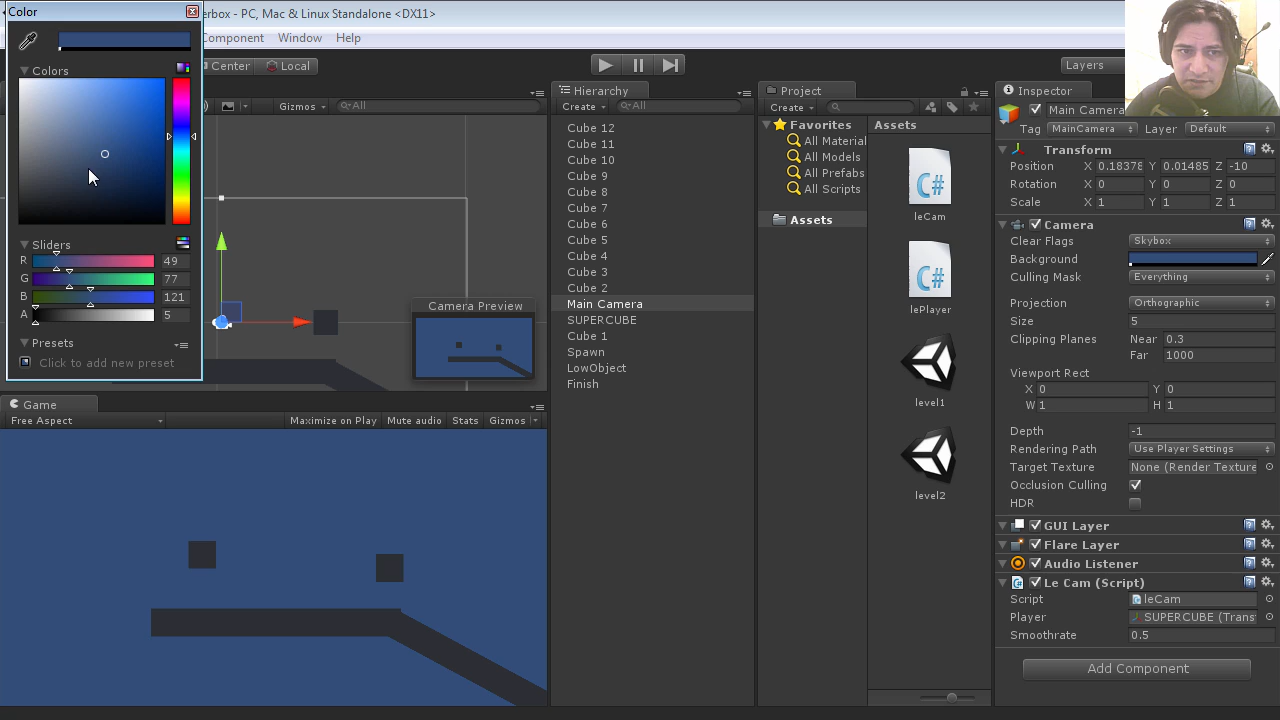 Color
erbox - PC, Mac & Linux Standalone <DX11>
omponent Window Help
Center Local
Layers
Colors
Gizmos All
Sliders
R 49
G 77
B 121
A 5
Presets
Click to add new preset
Camera Preview
Game
Free Aspect Maximize on Play Mute audio Stats Gizmos
Hierarchy
Create All
Cube 12
Cube 11
Cube 10
Cube 9
Cube 8
Cube 7
Cube 6
Cube 5
Cube 4
Cube 3
Cube 2
Main Camera
SUPERCUBE
Cube 1
Spawn
LowObject
Finish
Project
Create
Favorites
All Material
All Models
All Prefabs
All Scripts
Assets
Assets
C#
leCam
C#
lePlayer
level1
level2
Inspector
Main Camera
Tag MainCamera Layer Default
Transform
Position X 0.18378 Y 0.01485 Z -10
Rotation X 0 Y 0 Z 0
Scale X 1 Y 1 Z 1
Camera
Clear Flags Skybox
Background
Culling Mask Everything
Projection Orthographic
Size 5
Clipping Planes Near 0.3
Far 1000
Viewport Rect
X 0 Y 0
W 1 H 1
Depth -1
Rendering Path Use Player Settings
Target Texture None (Render Texture
Occlusion Culling
HDR
GUI Layer
Flare Layer
Audio Listener
Le Cam (Script)
Script leCam
Player SUPERCUBE (Trans
Smoothrate 0.5
Add Component